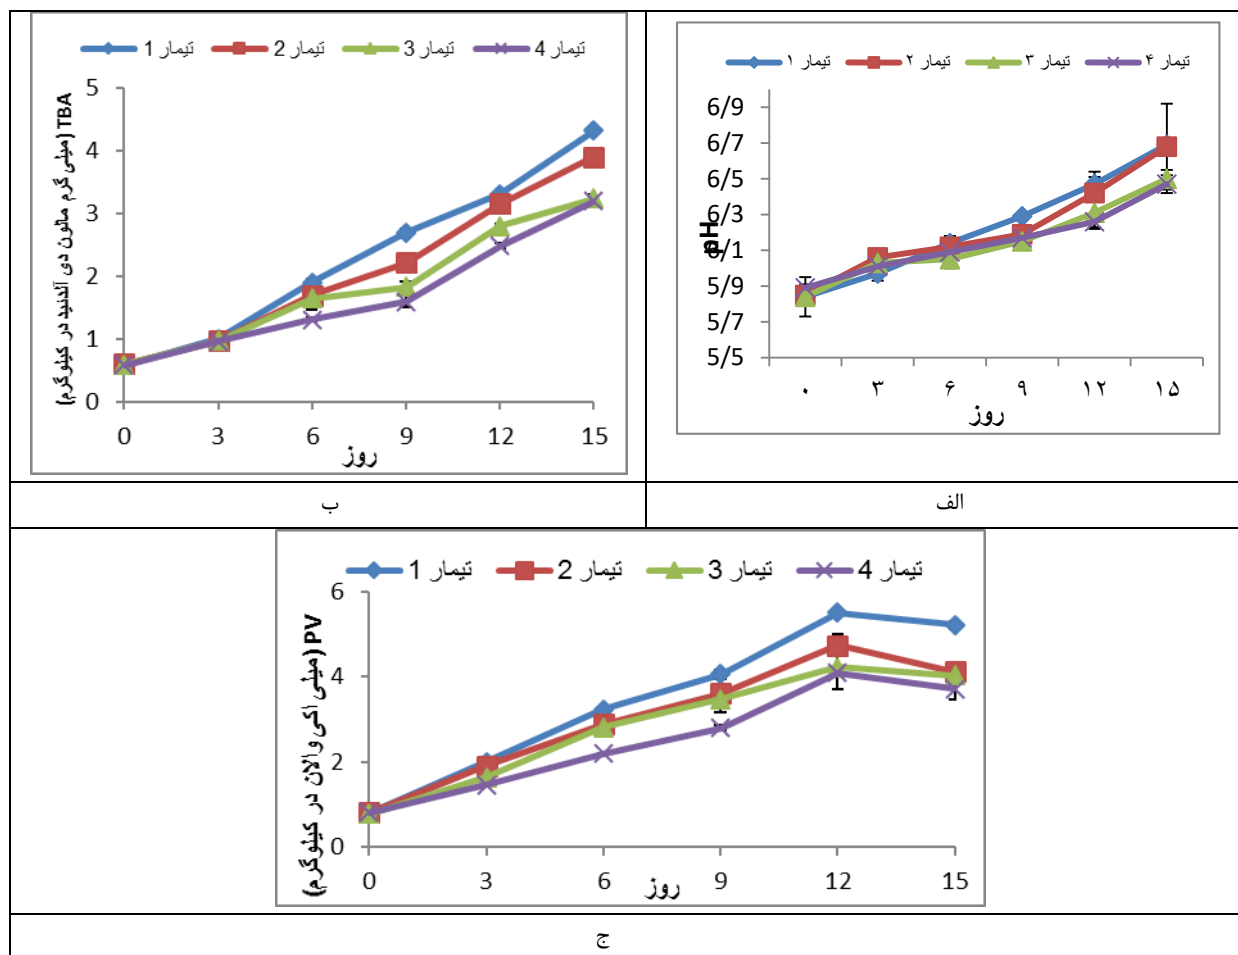 تیمار ۱ تیمار ۲ تیمار ۳ تیمار ۴
6/9
6/7
6/5
6/3
6/1
5/9
5/7
5/5
pH
۰ ۳ ۶ ۹ ۱۲ ۱۵
روز
الف
تیمار 1 تیمار 2 تیمار 3 تیمار 4
5
4
3
2
1
0
TBA (میلی گرم مالون دی آلدئید در کیلوگرم)
0 3 6 9 12 15
روز
ب
تیمار 1 تیمار 2 تیمار 3 تیمار 4
6
4
2
0
PV (میلی اکی والان در کیلوگرم)
0 3 6 9 12 15
روز
ج